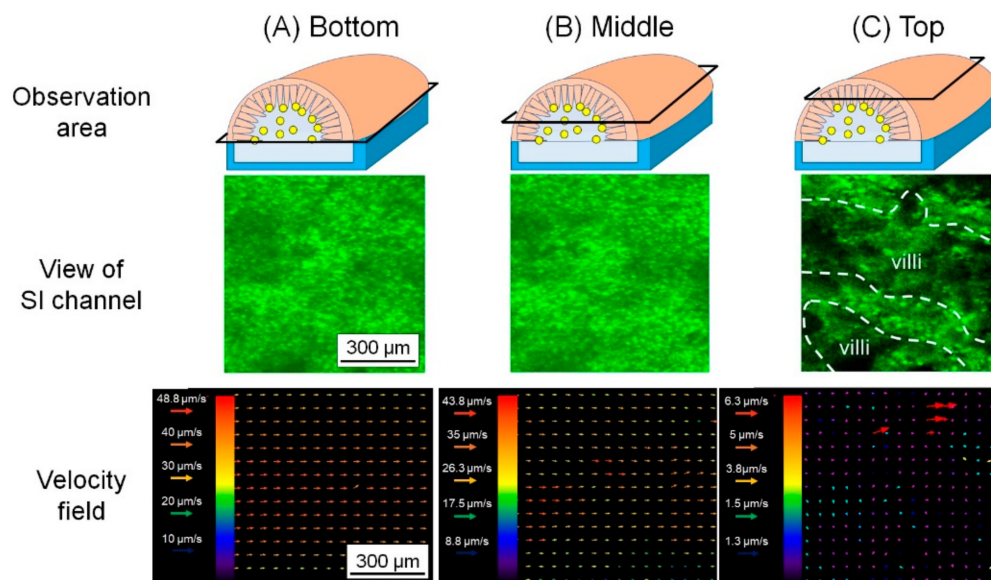 (A) Bottom
(B) Middle
(C) Top
Observation
area
View of
SI channel
300 µm
villi
villi
Velocity
field
48.8 µm/s
40 µm/s
30 µm/s
20 µm/s
10 µm/s
300 µm
43.8 µm/s
35 µm/s
26.3 µm/s
17.5 µm/s
8.8 µm/s
6.3 µm/s
5 µm/s
3.8µm/s
1.5 µm/s
1.3 µm/s